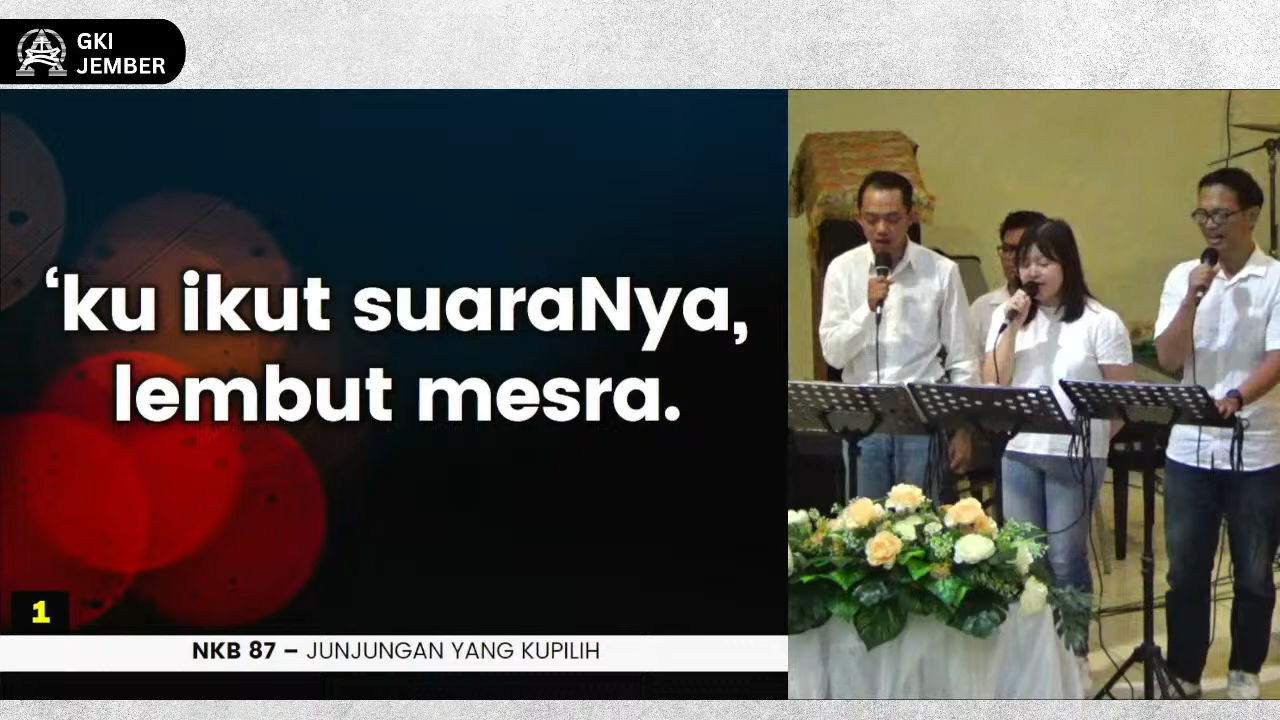 GKI
JEMBER
‘ku ikut suaraNya,
lembut mesra.
1
NKB 87 – JUNJUNGAN YANG KUPILIH